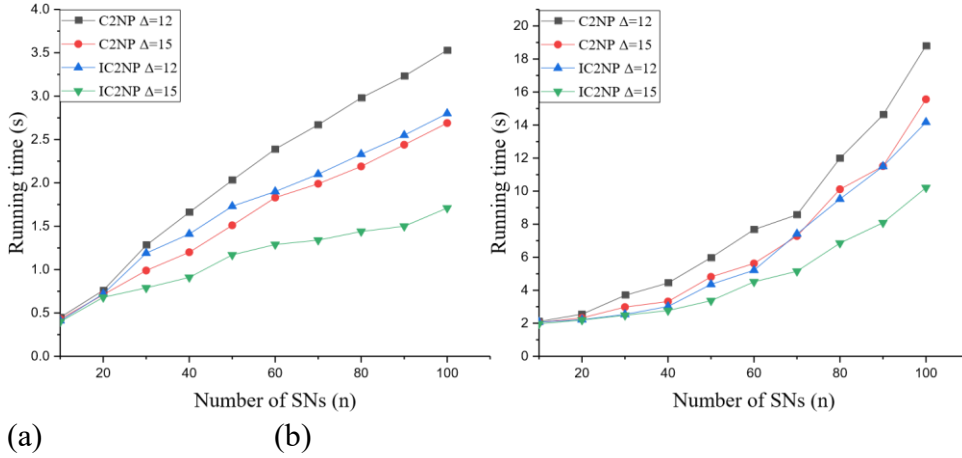 C2NP Δ=12
C2NP Δ=15
IC2NP Δ=12
IC2NP Δ=15
4.0
3.5
3.0
2.5
2.0
1.5
1.0
0.5
0.0
Running time (s)
20
40
60
80
100
Number of SNs (n)
C2NP Δ=12
C2NP Δ=15
IC2NP Δ=12
IC2NP Δ=15
20
18
16
14
12
10
8
6
4
2
0
Running time (s)
20
40
60
80
100
Number of SNs (n)
(a) (b)